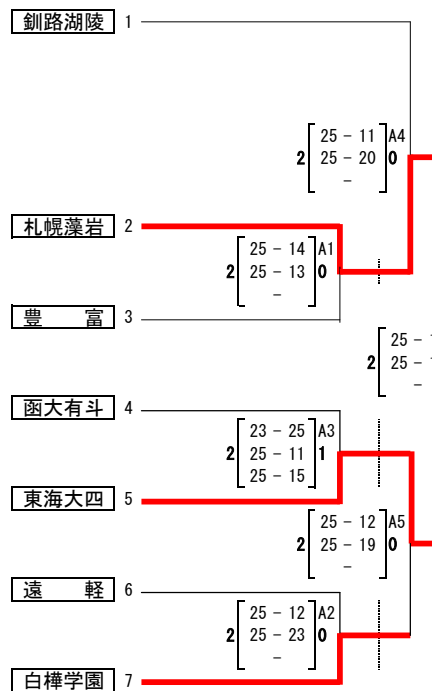 釧路湖陵 1
25 - 11 A4
2 25 - 20 0
-
札幌藻岩 2
25 - 14 A1
2 25 - 13 0
-
豊 富 3
25 -
2 25 -
-
函大有斗 4
23 - 25 A3
2 25 - 11 1
25 - 15
東海大四 5
25 - 12 A5
2 25 - 19 0
-
遠 軽 6
25 - 12 A2
2 25 - 23 0
-
白樺学園 7